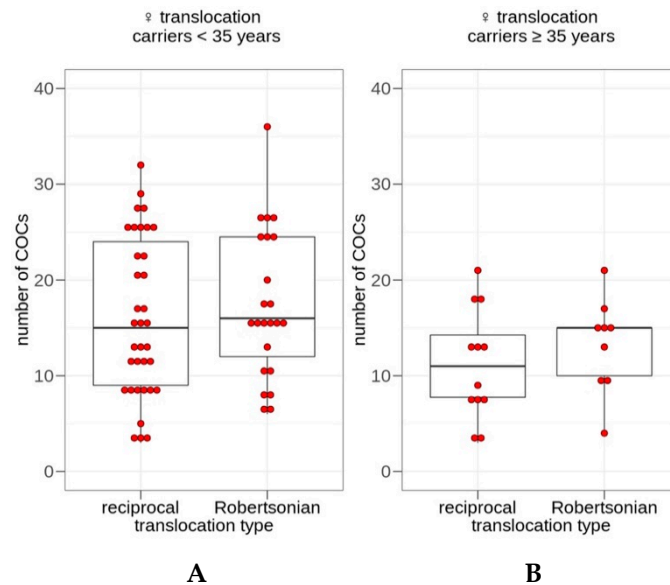 ♀ translocation
carriers < 35 years
number of COCs
40
30
20
10
0
reciprocal Robertsonian
translocation type
A
♀ translocation
carriers ≥ 35 years
number of COCs
40
30
20
10
0
reciprocal Robertsonian
translocation type
B